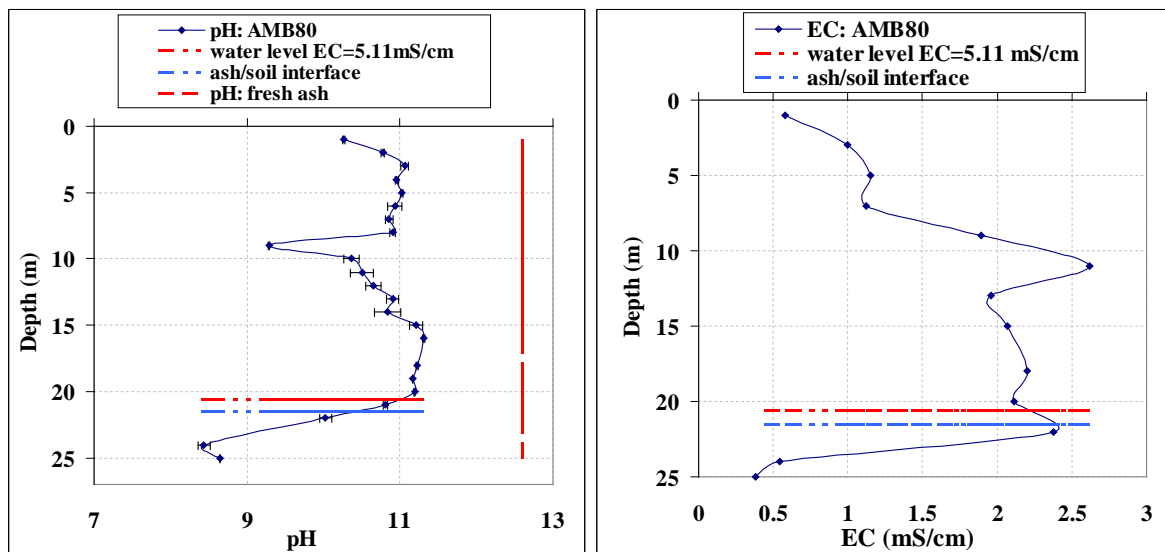 pH: AMB80
water level EC=5.11mS/cm
ash/soil interface
pH: fresh ash
0
5
10
15
20
25
Depth (m)
7
9
11
13
pH
EC: AMB80
water level EC=5.11 mS/cm
ash/soil interface
0
5
10
15
20
25
Depth (m)
0
0.5
1
1.5
2
2.5
3
EC (mS/cm)